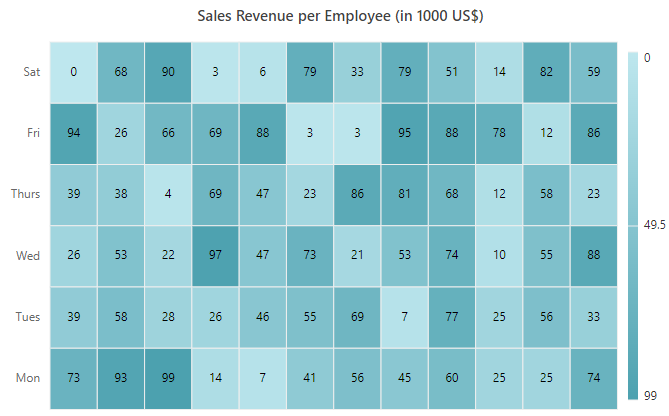 Sales Revenue per Employee (in 1000 US$)
Sat 0 68 90 3 6 79 33 79 51 14 82 59
0
Fri 94 26 66 69 88 3 3 95 88 78 12 86
Thurs 39 38 4 69 47 23 86 81 68 12 58 23
49.5
Wed 26 53 22 97 47 73 21 53 74 10 55 88
Tues 39 58 28 26 46 55 69 7 77 25 56 33
Mon 73 93 99 14 7 41 56 45 60 25 25 74
99